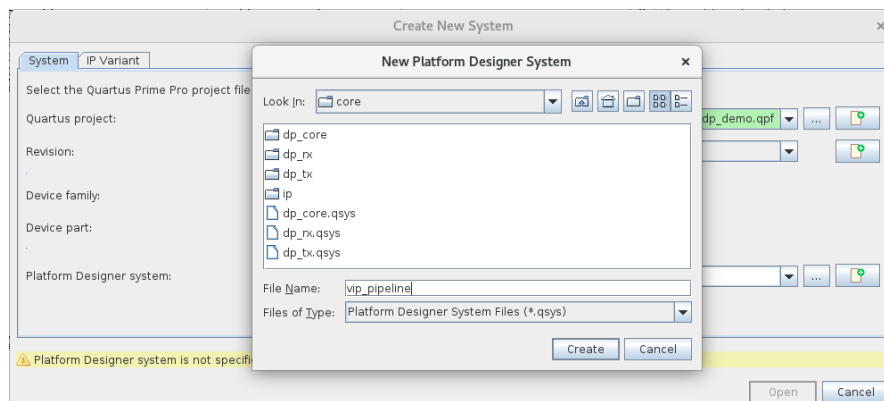 Create New System
System
IP Variant
Select the Quartus Prime Pro project file
Quartus project:
dp_demo.qpf
...
Revision:
Device family:
Device part:
Platform Designer system:
...
Platform Designer system is not specifi
Open
Cancel
New Platform Designer System
Look In:
core
dp_core
dp_rx
dp_tx
ip
dp_core.qsys
dp_rx.qsys
dp_tx.qsys
File Name:
vip_pipeline
Files of Type:
Platform Designer System Files (*.qsys)
Create
Cancel